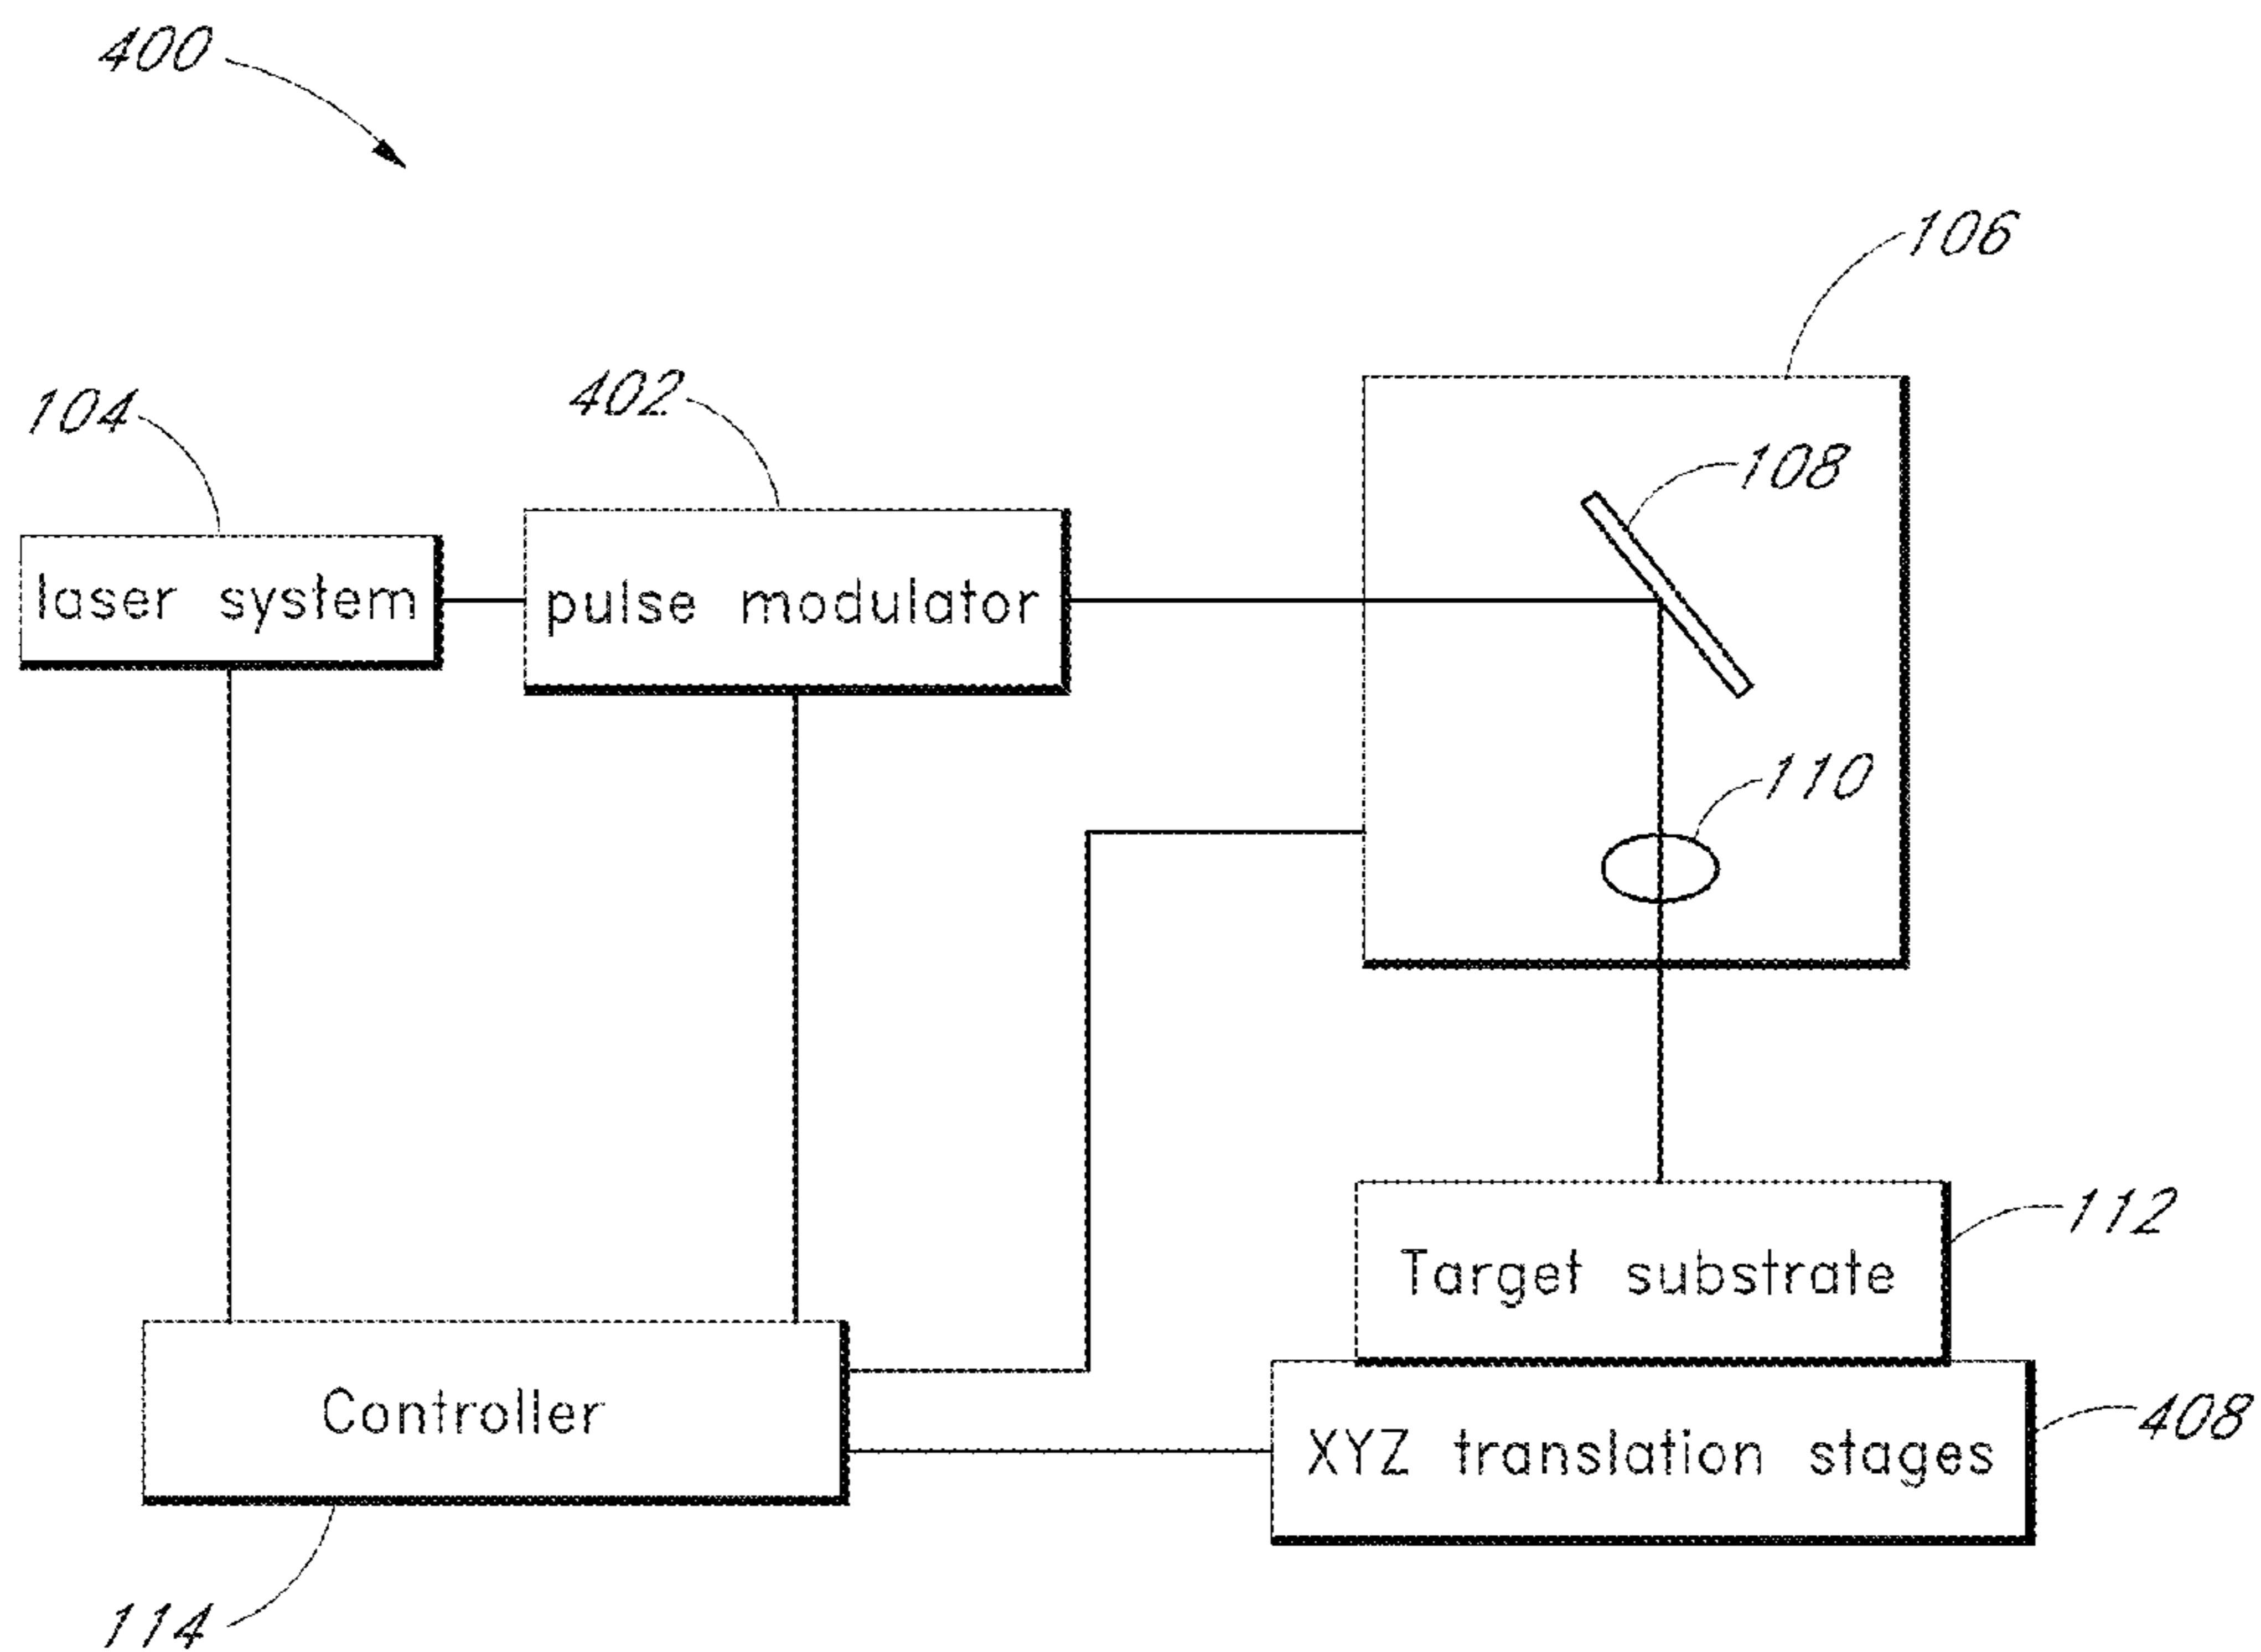 400
106
104
402
108
laser system
pulse modulator
110
112
Target substrate
Controller
408
XYZ translation stages
114